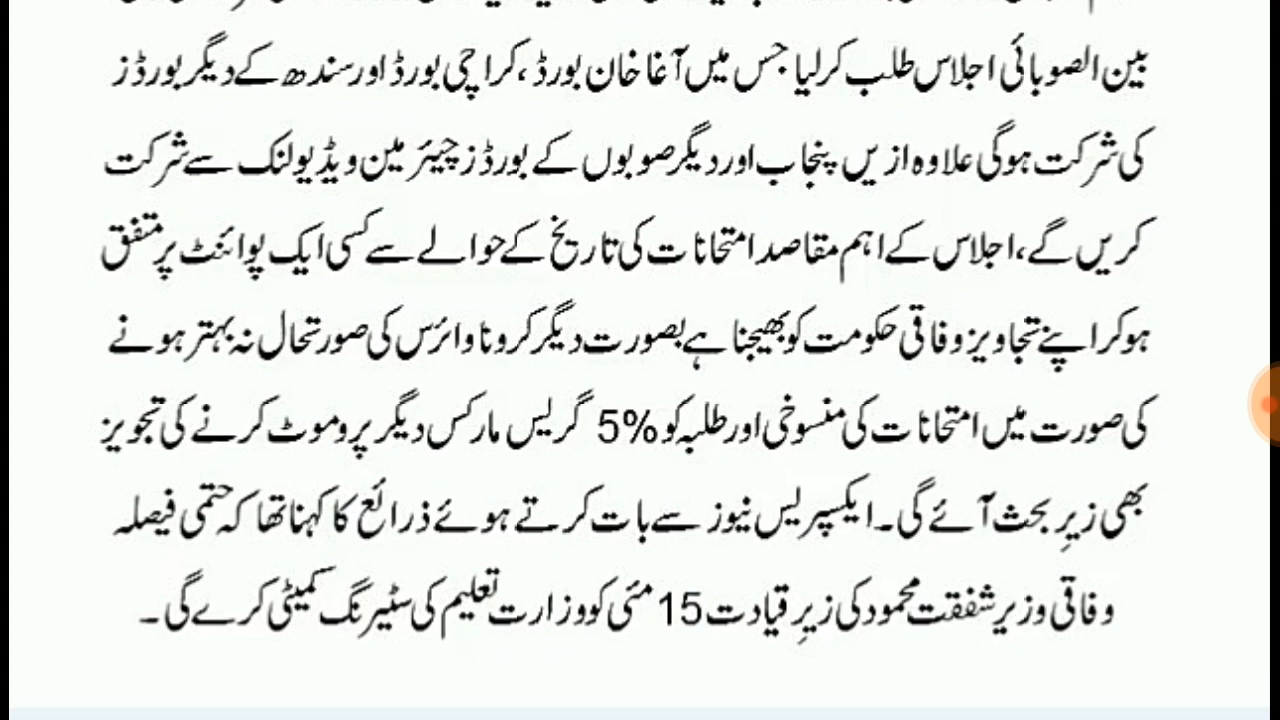 بین الصوبائی اجلاس طلب کرلیا جس میں آغا خان بورڈ، کراچی بورڈ اور سندھ کے دیگر بورڈز
کی شرکت ہوگی علاوہ ازیں پنجاب اور دیگر صوبوں کے بورڈز چیئرمین ویڈیو لنک سے شرکت
کریں گے، اجلاس کے اہم مقاصد امتحانات کی تاریخ کے حوالے سے کسی ایک پوائنٹ پر متفق
ہوکر اپنے تجاویز وفاقی حکومت کو بھیجنا ہے بصورت دیگر کرونا وائرس کی صورتحال نہ بہتر ہونے
کی صورت میں امتحانات کی منسوخی اور طلبہ کو %5 گریس مارکس دیگر پروموٹ کرنے کی تجویز
بھی زیرِ بحث آئے گی۔ ایکسپریس نیوز سے بات کرتے ہوئے ذرائع کا کہنا تھا کہ حتمی فیصلہ
وفاقی وزیر شفقت محمود کی زیرِ قیادت 15 مئی کو وزارت تعلیم کی سٹیرنگ کمیٹی کرے گی۔